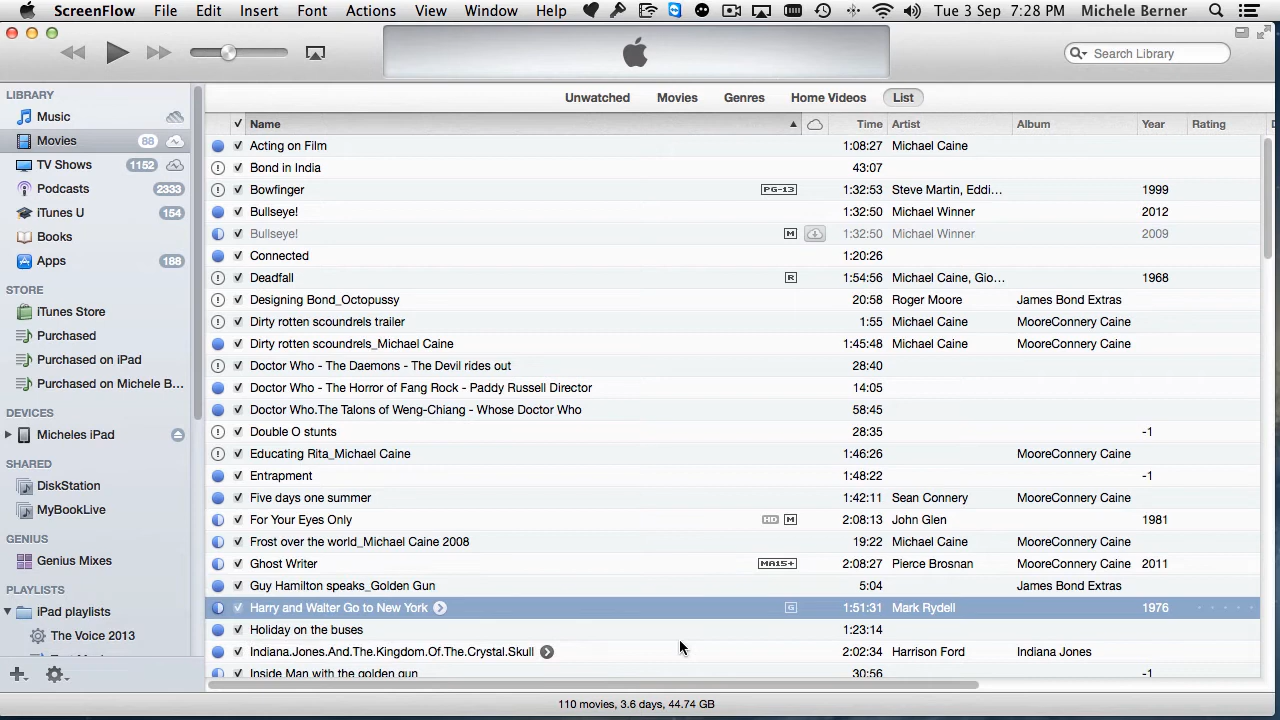 ScreenFlow File Edit Insert Font Actions View Window Help Tue 3 Sep 7:28 PM Michele Berner
Search Library
LIBRARY
Music
Movies 88
TV Shows 1152
Podcasts 2333
iTunes U 154
Books
Apps 188
STORE
iTunes Store
Purchased
Purchased on iPad
Purchased on Michele B...
DEVICES
Micheles iPad
SHARED
DiskStation
MyBookLive
GENIUS
Genius Mixes
PLAYLISTS
iPad playlists
The Voice 2013
Unwatched Movies Genres Home Videos List
Name Time Artist Album Year Rating
Acting on Film 1:08:27 Michael Caine
Bond in India 43:07
Bowfinger PG-13 1:32:53 Steve Martin, Eddi... 1999
Bullseye! 1:32:50 Michael Winner 2012
Bullseye! M 1:32:50 Michael Winner 2009
Connected 1:20:26
Deadfall R 1:54:56 Michael Caine, Gio... 1968
Designing Bond_Octopussy 20:58 Roger Moore James Bond Extras
Dirty rotten scoundrels trailer 1:55 Michael Caine MooreConnery Caine
Dirty rotten scoundrels_Michael Caine 1:45:48 Michael Caine MooreConnery Caine
Doctor Who - The Daemons - The Devil rides out 28:40
Doctor Who - The Horror of Fang Rock - Paddy Russell Director 14:05
Doctor Who.The Talons of Weng-Chiang - Whose Doctor Who 58:45
Double O stunts 28:35 -1
Educating Rita_Michael Caine 1:46:26 MooreConnery Caine
Entrapment 1:48:22 -1
Five days one summer 1:42:11 Sean Connery MooreConnery Caine
For Your Eyes Only HD M 2:08:13 John Glen 1981
Frost over the world_Michael Caine 2008 19:22 Michael Caine MooreConnery Caine
Ghost Writer MA15+ 2:08:27 Pierce Brosnan MooreConnery Caine 2011
Guy Hamilton speaks_Golden Gun 5:04 James Bond Extras
Harry and Walter Go to New York G 1:51:31 Mark Rydell 1976
Holiday on the buses 1:23:14
Indiana.Jones.And.The.Kingdom.Of.The.Crystal.Skull 2:02:34 Harrison Ford Indiana Jones
Inside Man with the golden gun 30:56 -1
110 movies, 3.6 days, 44.74 GB